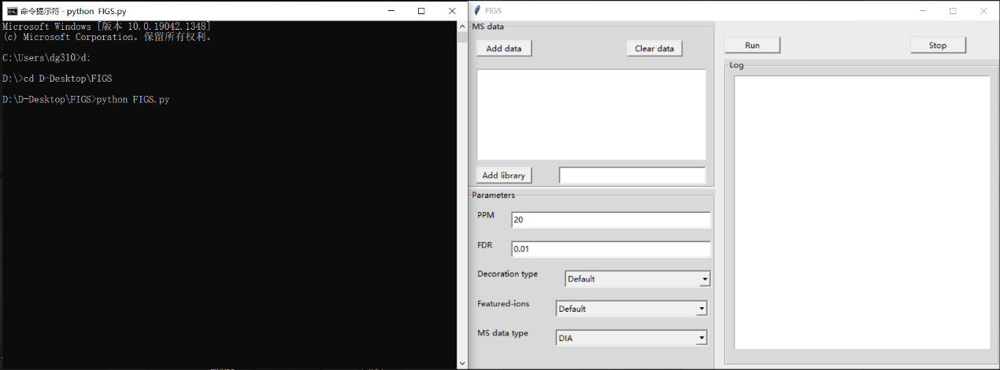 命令提示符 - python FIGS.py
Microsoft Windows [版本 10.0.19042.1348]
(c) Microsoft Corporation。保留所有权利。
C:\Users\dg310>d:
D:\>cd D-Desktop\FIGS
D:\D-Desktop\FIGS>python FIGS.py
FIGS
MS data
Add data
Clear data
Add library
Parameters
PPM
20
FDR
0.01
Decoration type
Default
Featured-ions
Default
MS data type
DIA
Run
Stop
Log